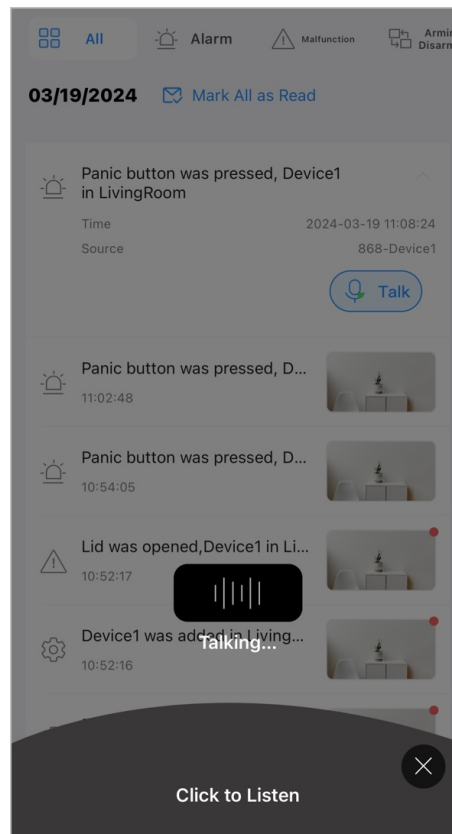 All
Alarm
Malfunction
Armin
Disarm
03/19/2024
Mark All as Read
Panic button was pressed, Device1
in LivingRoom
Time 2024-03-19 11:08:24
Source 868-Device1
Talk
Panic button was pressed, D...
11:02:48
Panic button was pressed, D...
10:54:05
Lid was opened,Device1 in Li...
10:52:17
Device1 was added in Living...
Talking...
10:52:16
Click to Listen